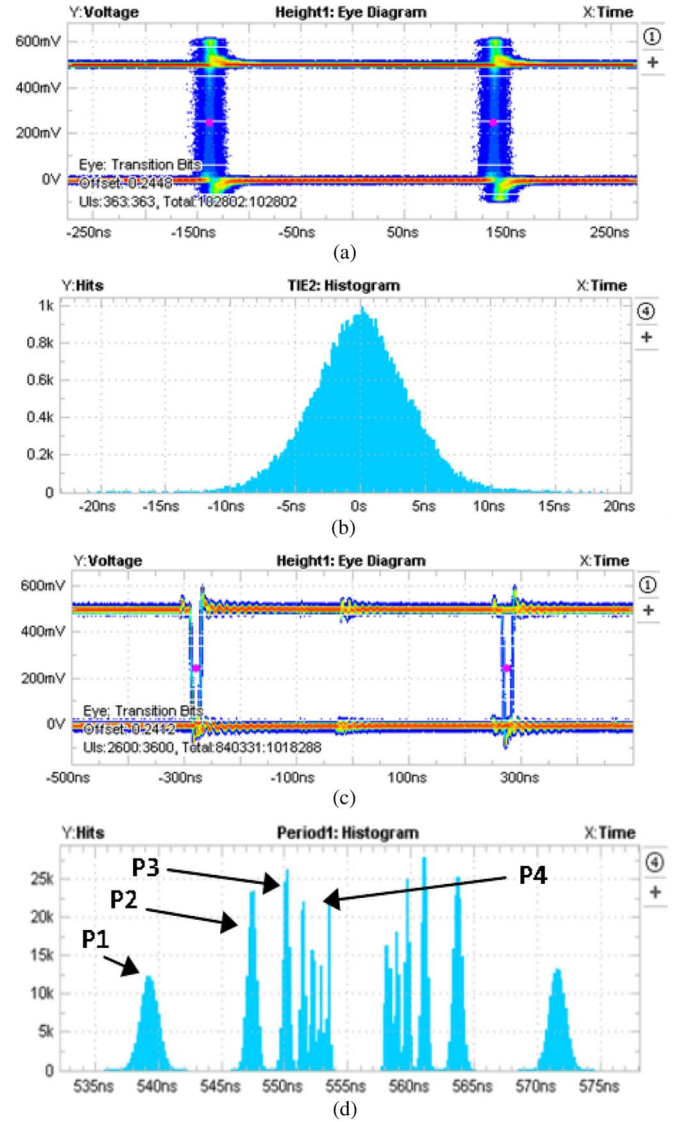 Y:Voltage Height1: Eye Diagram X:Time
①
+
600mV
400mV
200mV
0V
Eye: Transition Bits
Offset: 0.2448
UIs:363:363, Total:102802:102802
-250ns -150ns -50ns 50ns 150ns 250ns
(a)
Y:Hits TIE2: Histogram X:Time
④
+
1k
0.8k
0.6k
0.4k
0.2k
0
-20ns -15ns -10ns -5ns 0s 5ns 10ns 15ns 20ns
(b)
Y:Voltage Height1: Eye Diagram X:Time
①
+
600mV
400mV
200mV
0V
Eye: Transition Bits
Offset: 0.2412
UIs:2600:3600, Total:840331:1018288
-500ns -300ns -100ns 100ns 300ns
(c)
Y:Hits Period1: Histogram X:Time
④
+
25k
20k
15k
10k
5k
0
P3
P2
P1
P4
535ns 540ns 545ns 550ns 555ns 560ns 565ns 570ns 575ns
(d)